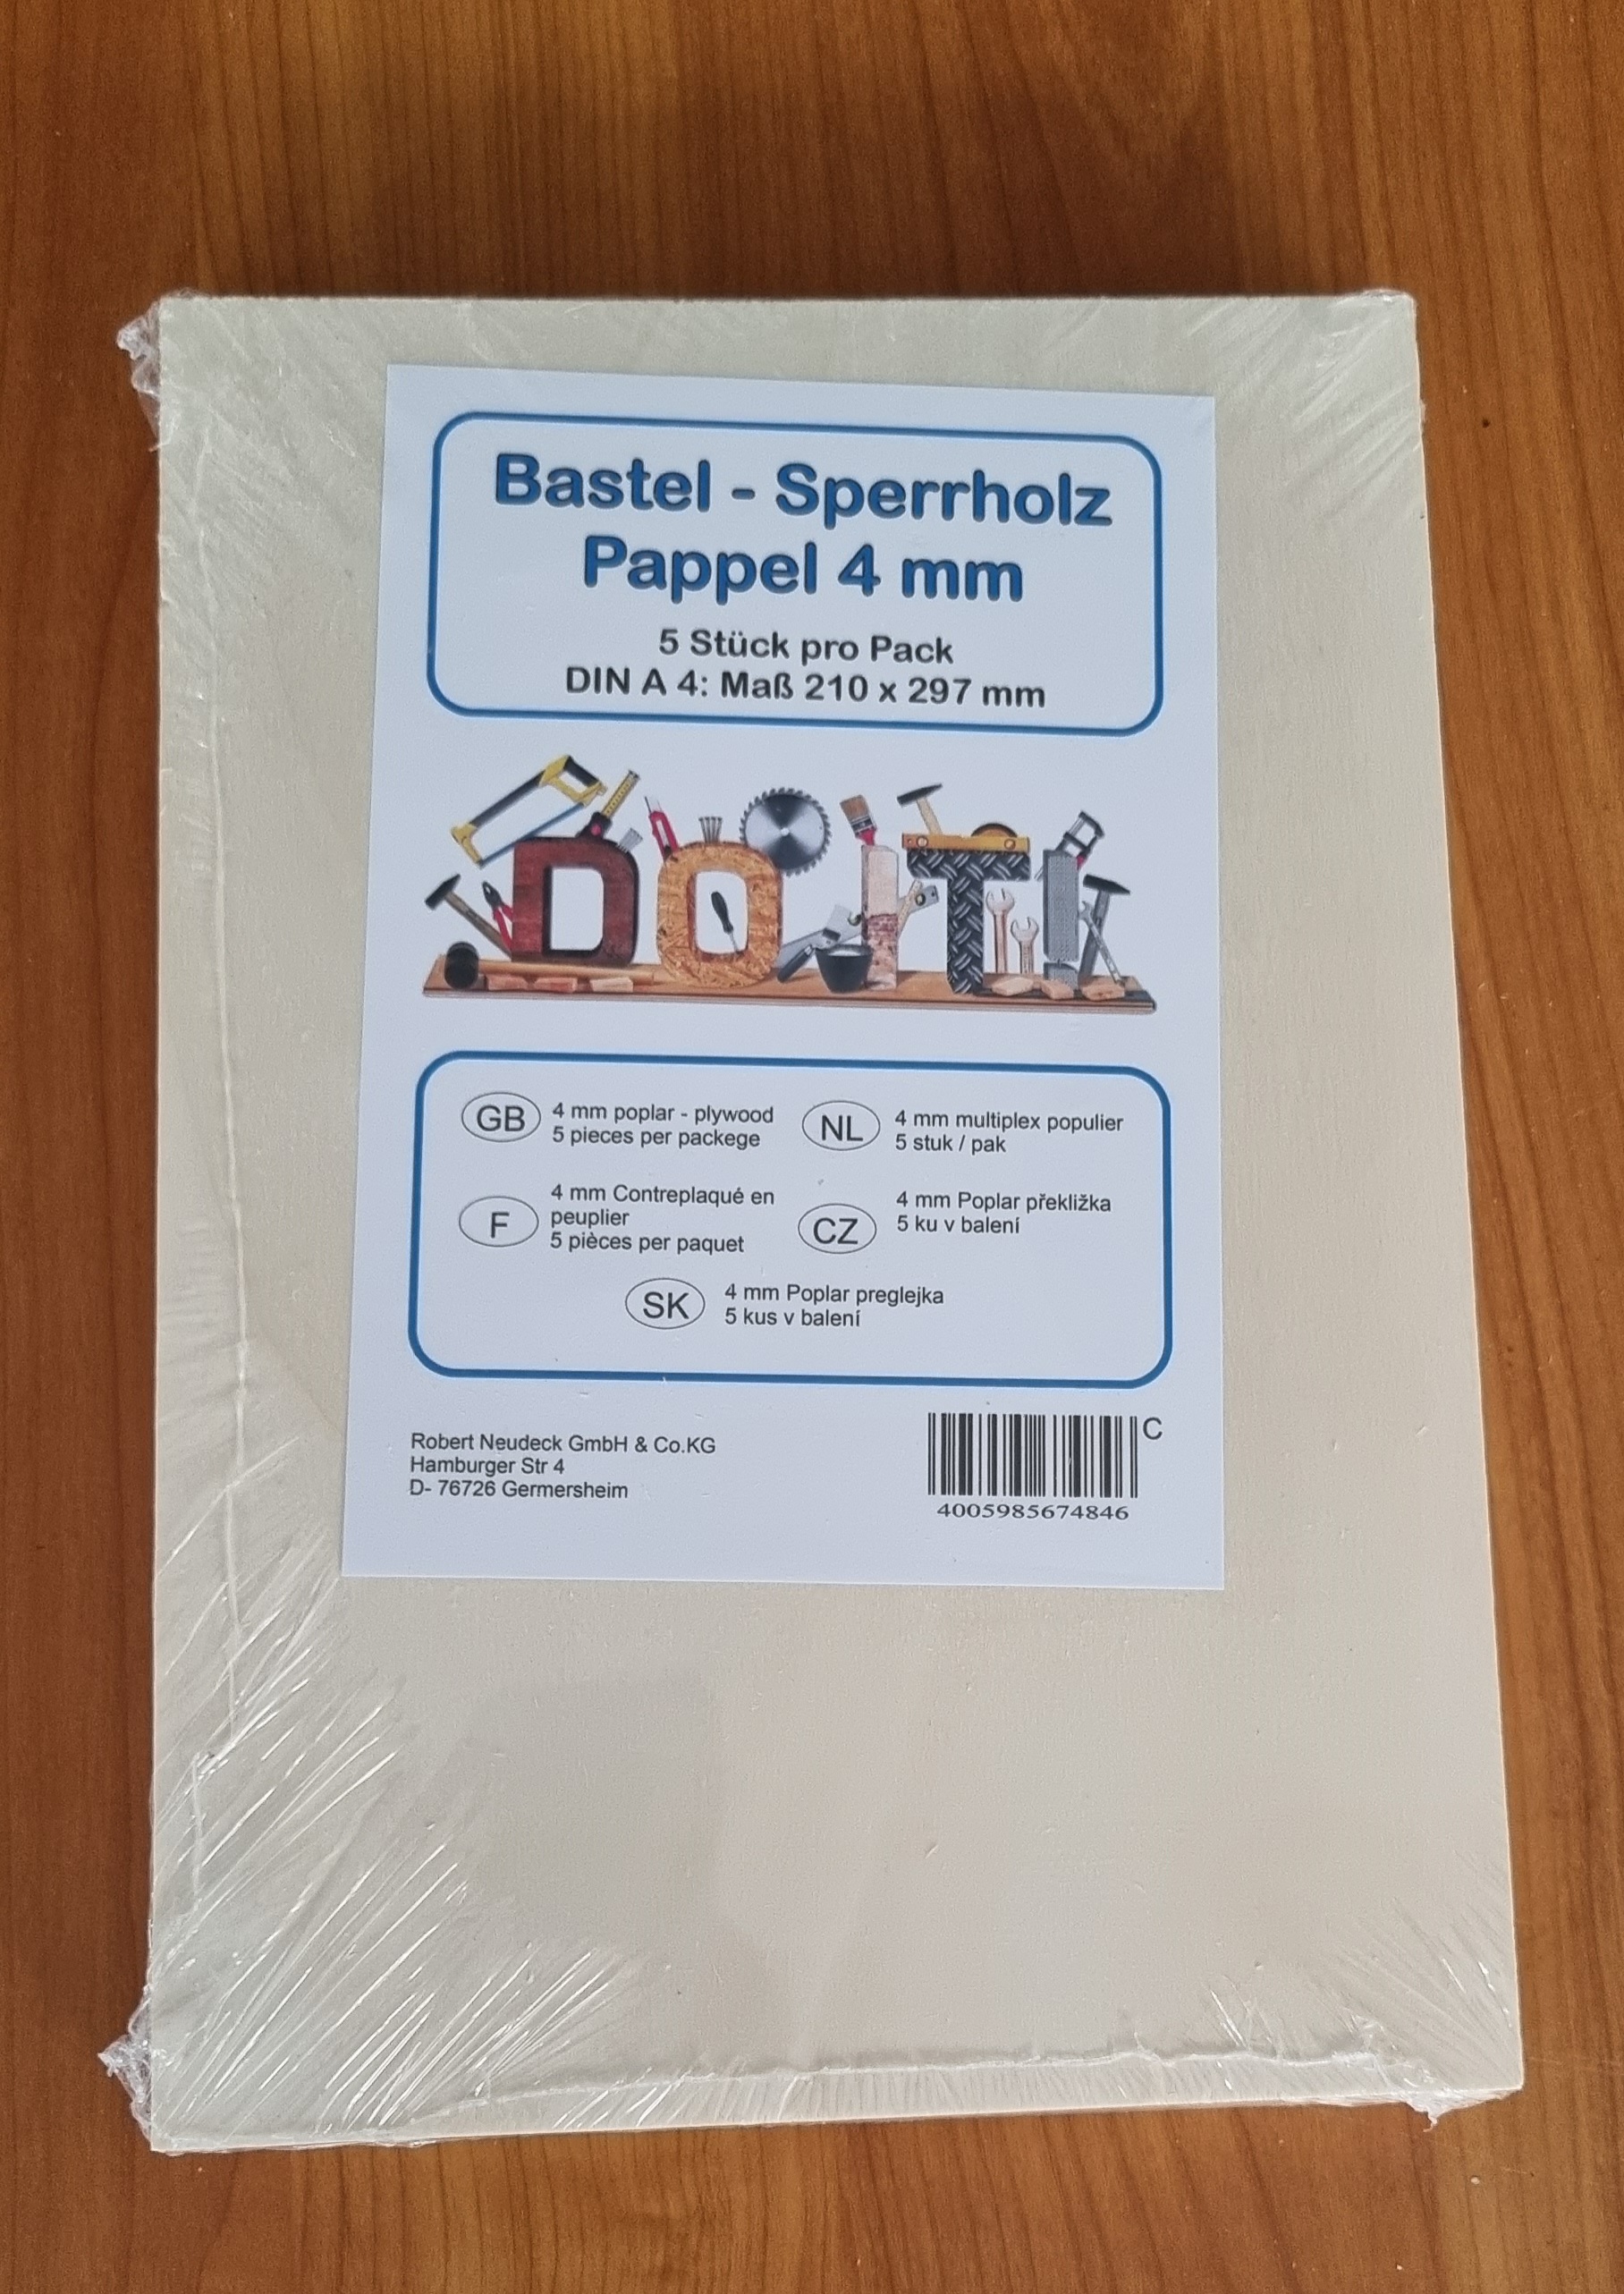 Bastel - Sperrholz
Pappel 4 mm
5 Stück pro Pack
DIN A 4: Maß 210 x 297 mm
DO IT!
GB
4 mm poplar - plywood
5 pieces per packege
NL
4 mm multiplex populier
5 stuk / pak
F
4 mm Contreplaqué en
peuplier
5 pièces per paquet
CZ
4 mm Poplar překližka
5 ku v balení
SK
4 mm Poplar preglejka
5 kus v balení
Robert Neudeck GmbH & Co.KG
Hamburger Str 4
D- 76726 Germersheim
C
4005985674846